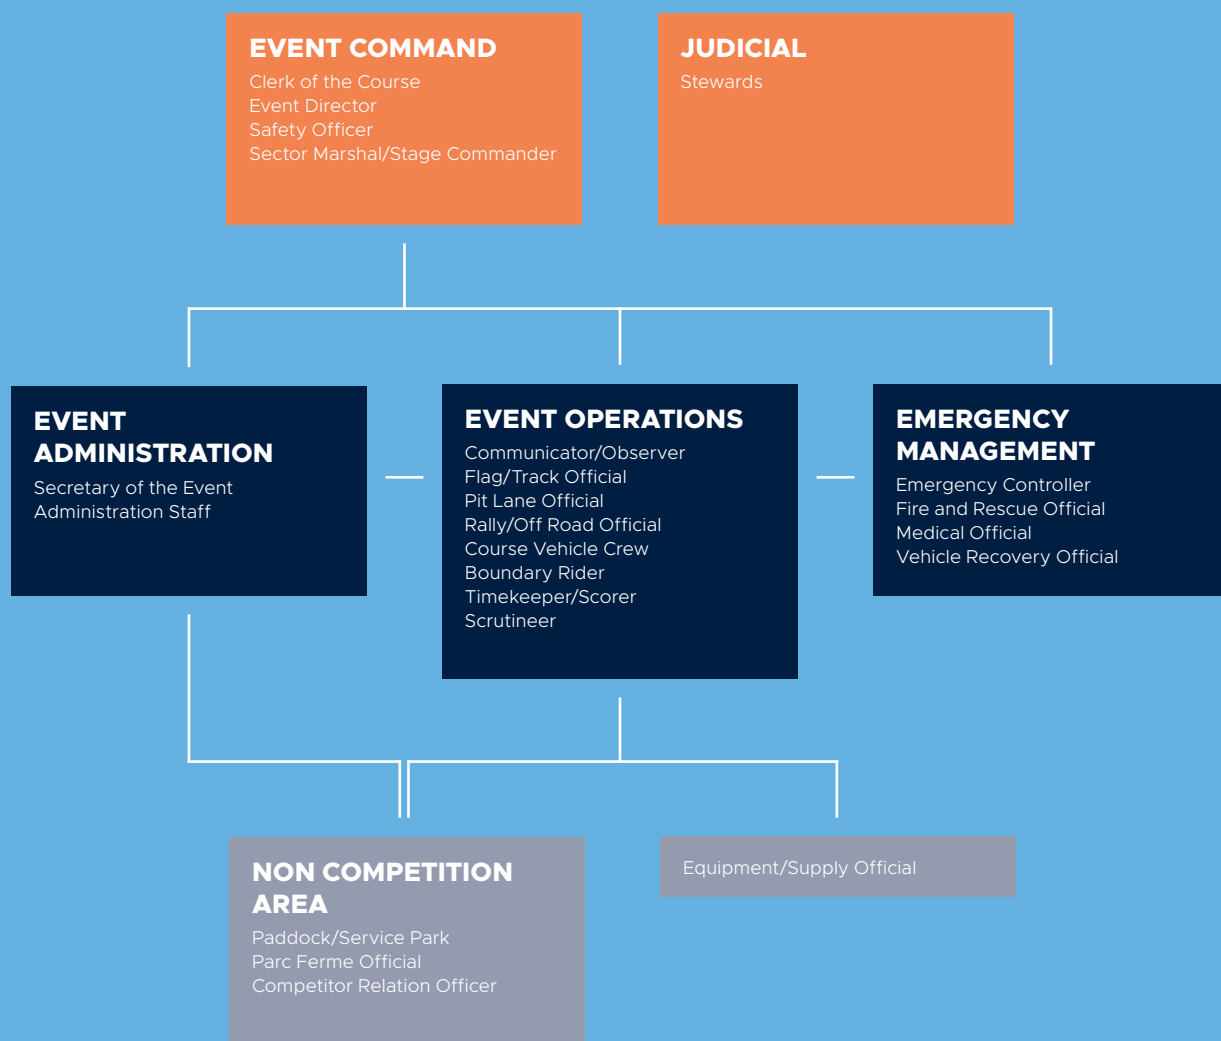 EVENT COMMAND
Clerk of the Course
Event Director
Safety Officer
Sector Marshal/Stage Commander
JUDICIAL
Stewards
EVENT
ADMINISTRATION
Secretary of the Event
Administration Staff
EVENT OPERATIONS
Communicator/Observer
Flag/Track Official
Pit Lane Official
Rally/Off Road Official
Course Vehicle Crew
Boundary Rider
Timekeeper/Scorer
Scrutineer
EMERGENCY
MANAGEMENT
Emergency Controller
Fire and Rescue Official
Medical Official
Vehicle Recovery Official
NON COMPETITION
AREA
Paddock/Service Park
Parc Ferme Official
Competitor Relation Officer
Equipment/Supply Official